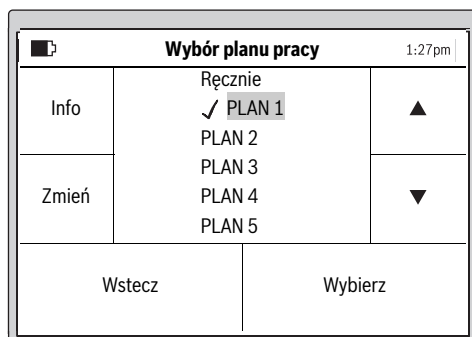 Wybór planu pracy 1:27pm
Info
Zmień
Ręcznie
✓ PLAN 1
PLAN 2
PLAN 3
PLAN 4
PLAN 5
▲
▼
Wstecz Wybierz